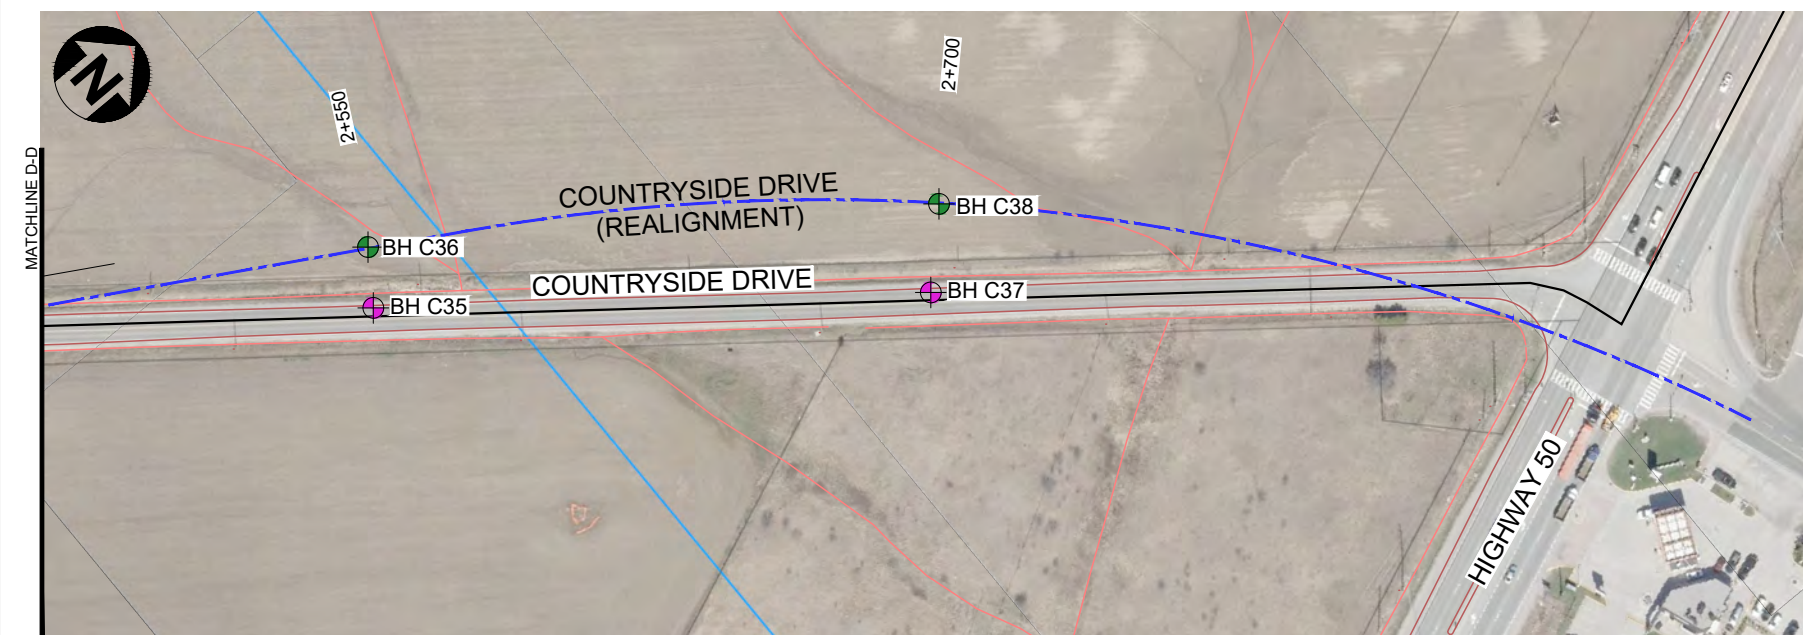 N
2+700
2+550
MATCHLINE D-D
COUNTRYSIDE DRIVE
(REALIGNMENT)
BH C38
BH C36
COUNTRYSIDE DRIVE
BH C37
BH C35
HIGHWAY 50